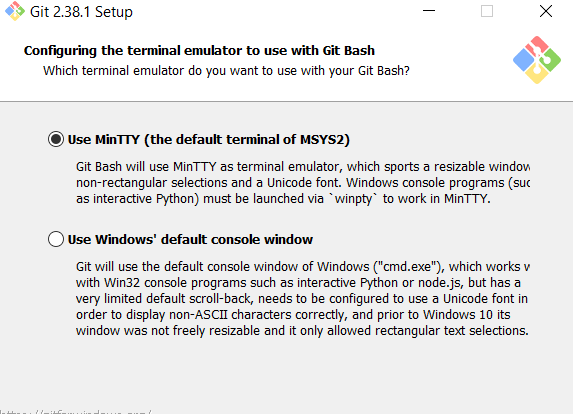 Git 2.38.1 Setup
Configuring the terminal emulator to use with Git Bash
Which terminal emulator do you want to use with your Git Bash?
Use MinTTY (the default terminal of MSYS2)
Git Bash will use MinTTY as terminal emulator, which sports a resizable window
non-rectangular selections and a Unicode font. Windows console programs (suc
as interactive Python) must be launched via `winpty` to work in MinTTY.
Use Windows' default console window
Git will use the default console window of Windows ("cmd.exe"), which works w
with Win32 console programs such as interactive Python or node.js, but has a
very limited default scroll-back, needs to be configured to use a Unicode font in
order to display non-ASCII characters correctly, and prior to Windows 10 its
window was not freely resizable and it only allowed rectangular text selections.
https://gitforwindows.org/